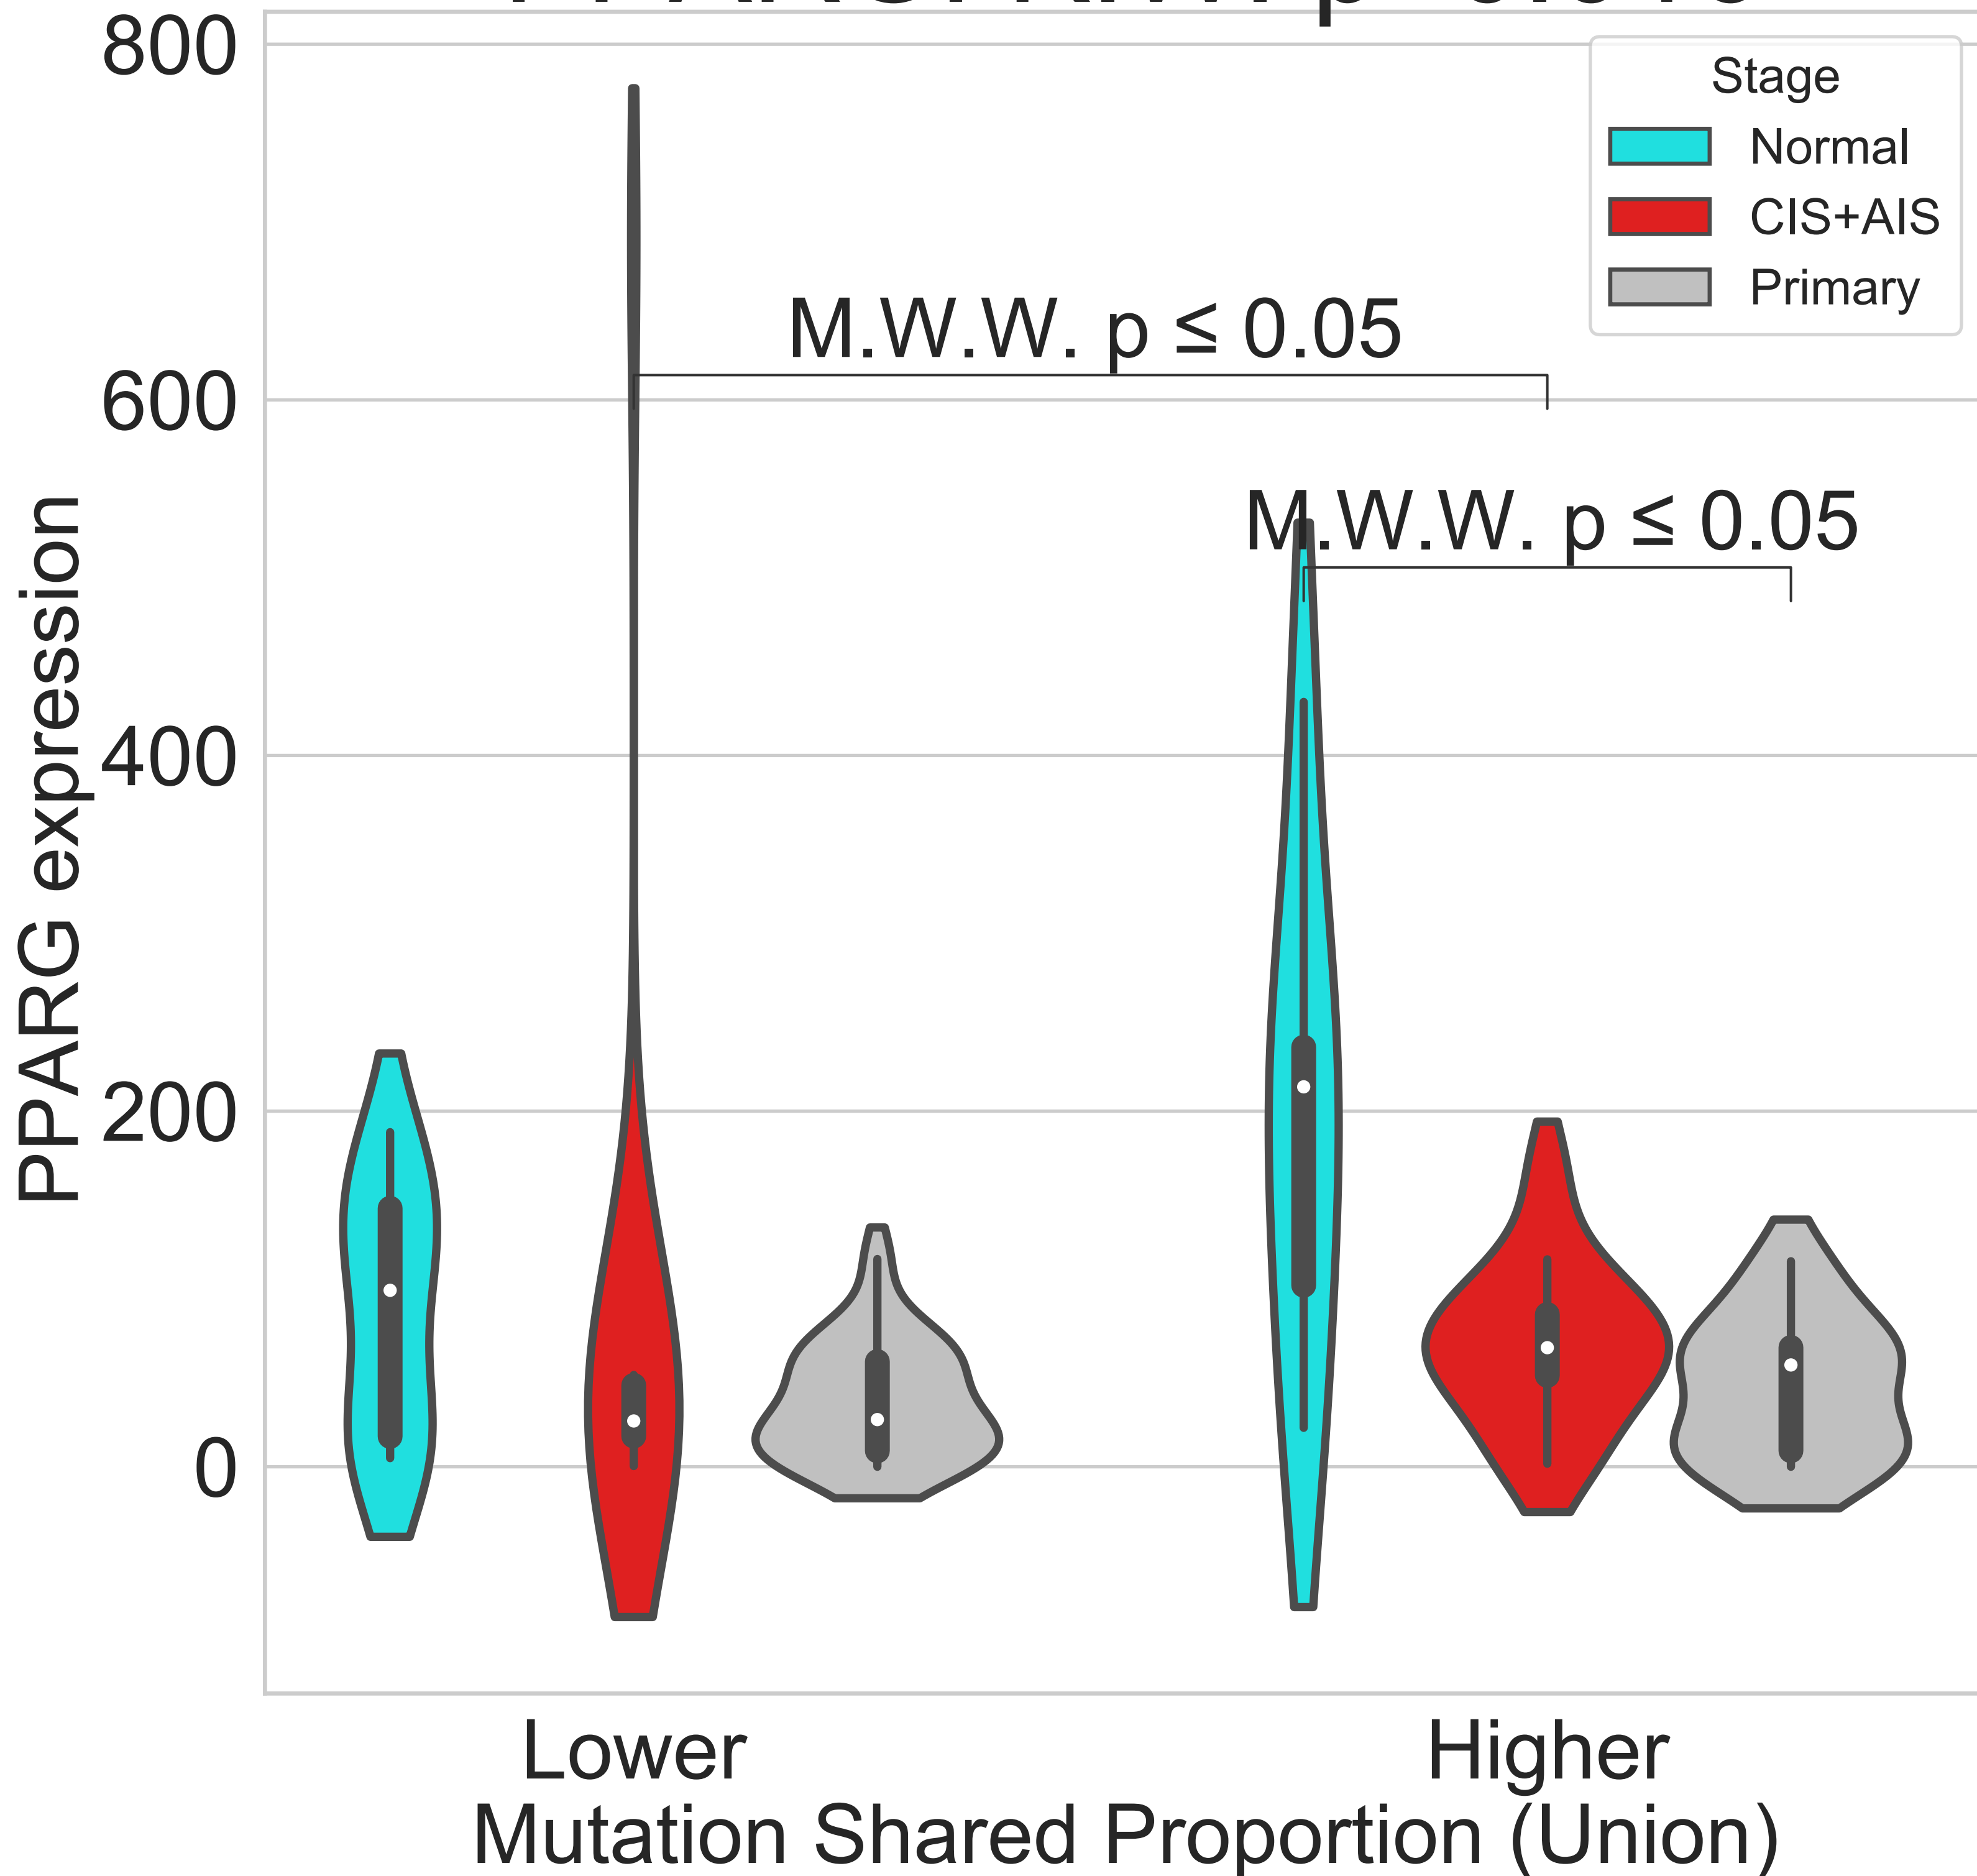 800
600
400
200
0
PPARG expression
Stage
Normal
CIS+AIS
Primary
M.W.W. p ≤ 0.05
M.W.W. p ≤ 0.05
Lower
Higher
Mutation Shared Proportion (Union)